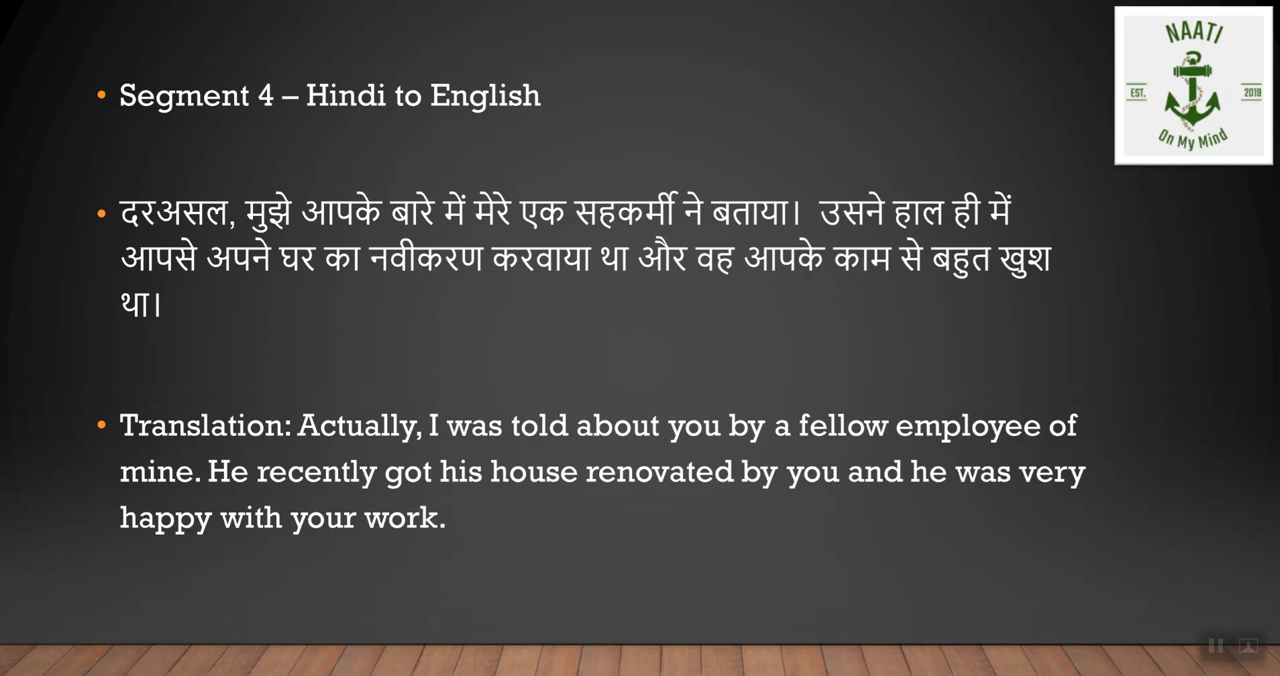 NAATI
EST. 2019
On My Mind
Segment 4 – Hindi to English
दरअसल, मुझे आपके बारे में मेरे एक सहकर्मी ने बताया। उसने हाल ही में
आपसे अपने घर का नवीकरण करवाया था और वह आपके काम से बहुत खुश
था।
Translation: Actually, I was told about you by a fellow employee of
mine. He recently got his house renovated by you and he was very
happy with your work.